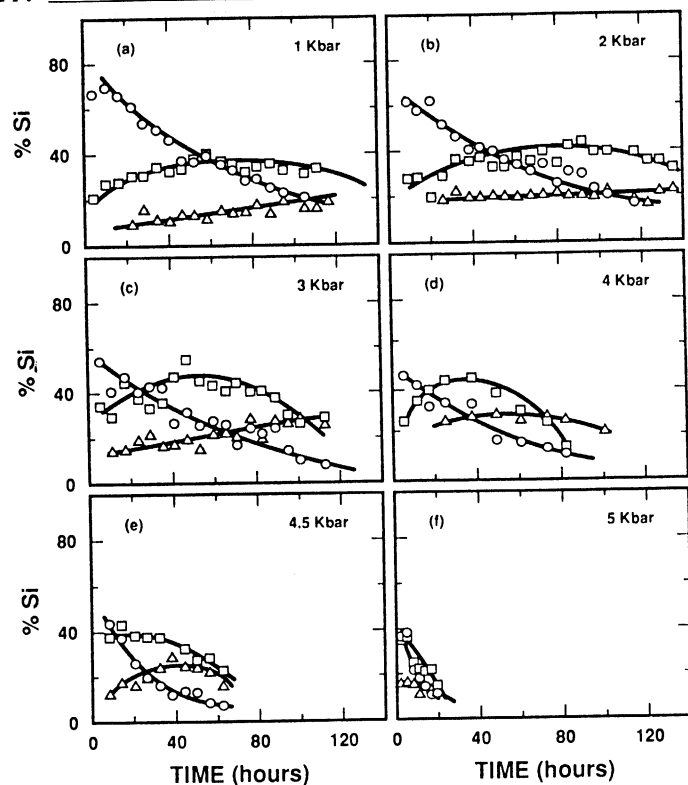 (a) 1 Kbar
(b) 2 Kbar
80
40
0
% Si
(c) 3 Kbar
(d) 4 Kbar
80
40
0
% Si
(e) 4.5 Kbar
(f) 5 Kbar
80
40
0
% Si
0 40 80 120
0 40 80 120
TIME (hours)
TIME (hours)